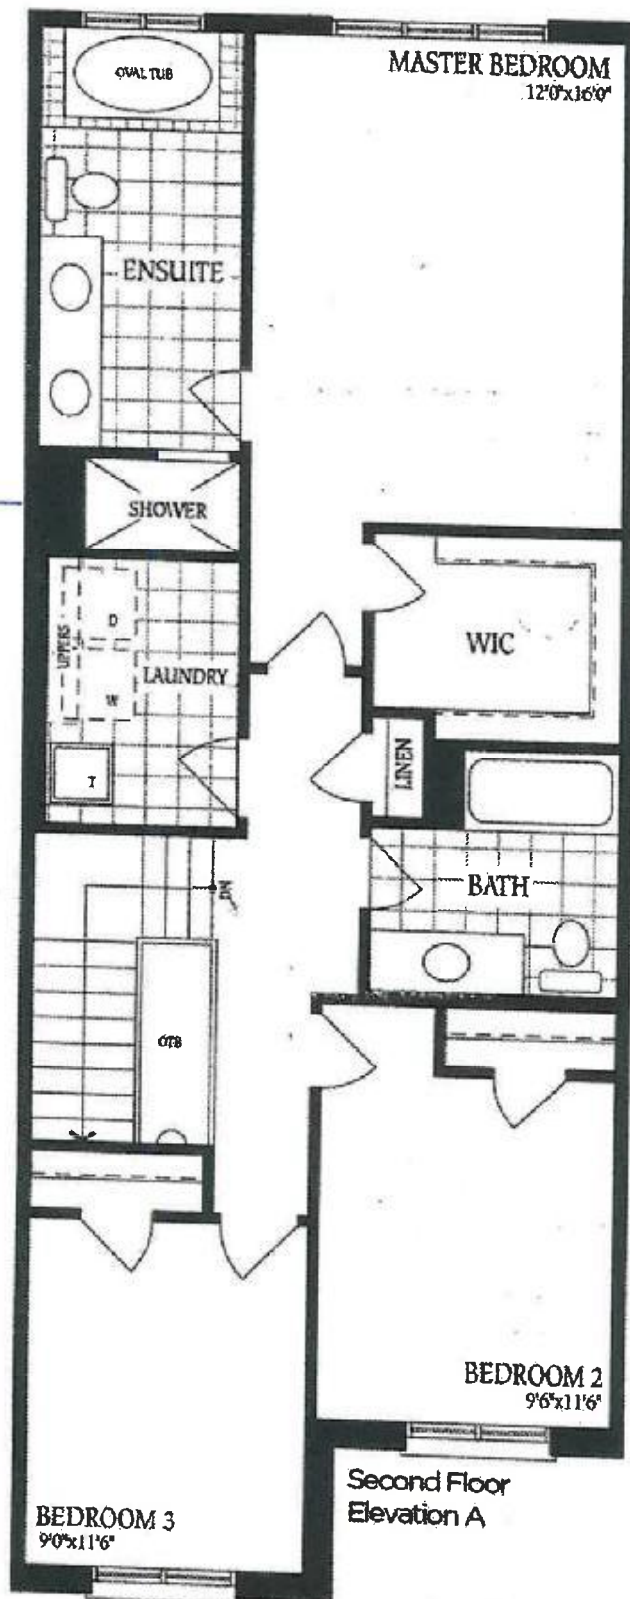 OVAL TUB
MASTER BEDROOM
12'0"x16'0"
ENSUITE
SHOWER
UPPERS
D
W
LAUNDRY
T
WIC
LINEN
BATH
DN
OTB
BEDROOM 2
9'6"x11'6"
Second Floor
Elevation A
BEDROOM 3
9'0"x11'6"